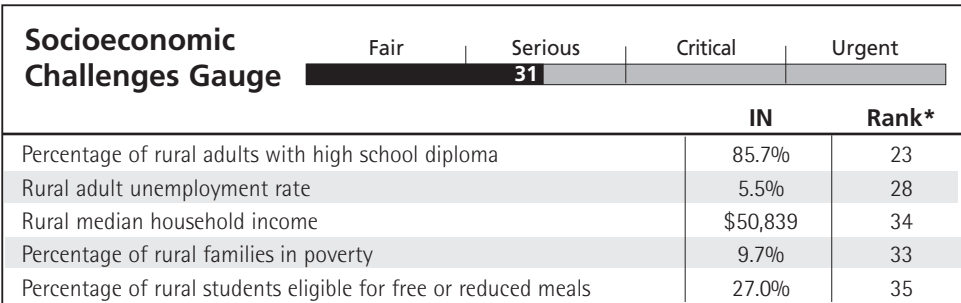 Socioeconomic
Challenges Gauge
Fair Serious Critical Urgent
31
IN Rank*
Percentage of rural adults with high school diploma 85.7% 23
Rural adult unemployment rate 5.5% 28
Rural median household income $50,839 34
Percentage of rural families in poverty 9.7% 33
Percentage of rural students eligible for free or reduced meals 27.0% 35